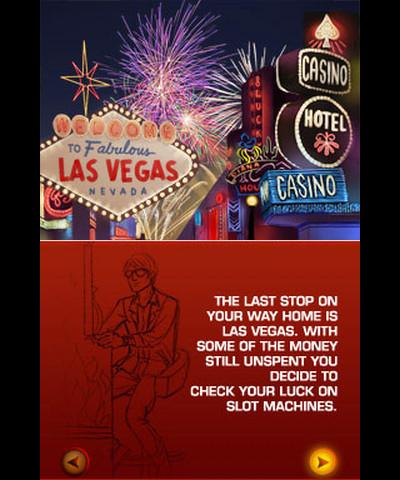 CASINO
WELCOME
TO Fabulous
LAS VEGAS
NEVADA
HOTEL
CASINO
THE LAST STOP ON
YOUR WAY HOME IS
LAS VEGAS. WITH
SOME OF THE MONEY
STILL UNSPENT YOU
DECIDE TO
CHECK YOUR LUCK ON
SLOT MACHINES.